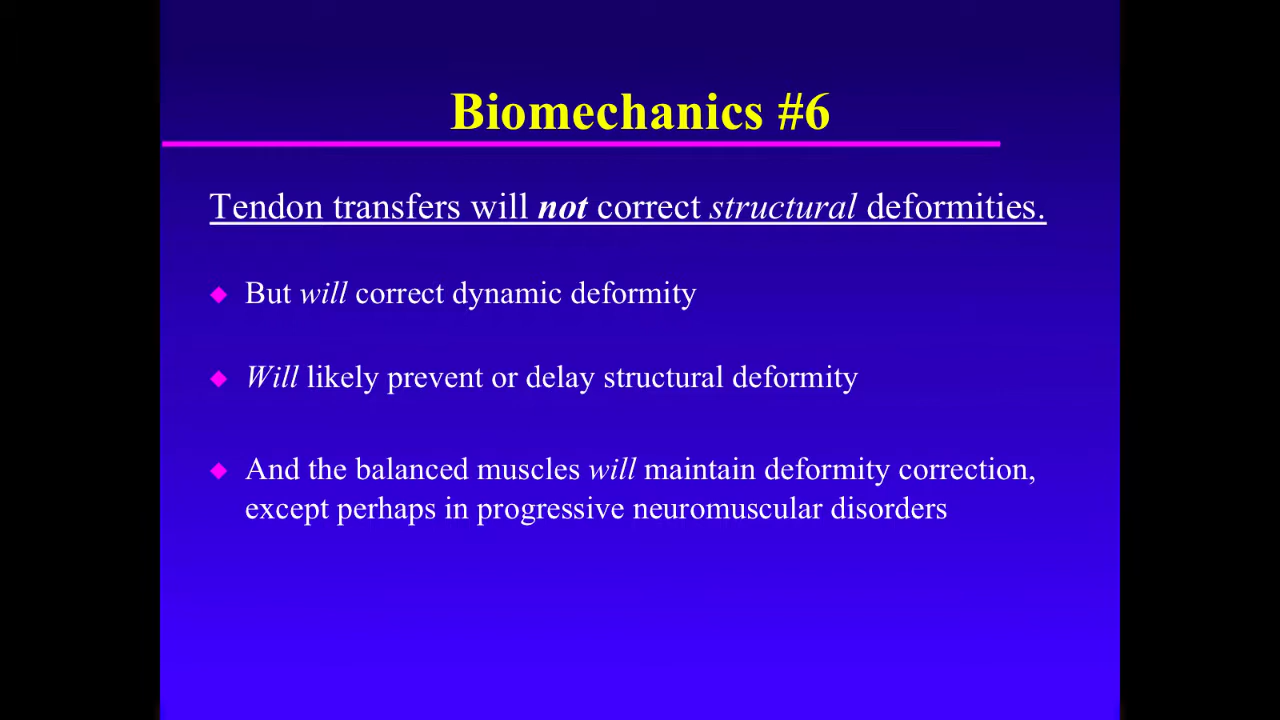 Biomechanics #6
Tendon transfers will not correct structural deformities.
But will correct dynamic deformity
Will likely prevent or delay structural deformity
And the balanced muscles will maintain deformity correction,
except perhaps in progressive neuromuscular disorders